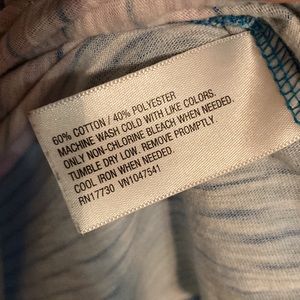 60% COTTON / 40% POLYESTER
MACHINE WASH COLD WITH LIKE COLORS.
ONLY NON-CHLORINE BLEACH WHEN NEEDED.
TUMBLE DRY LOW. REMOVE PROMPTLY.
COOL IRON WHEN NEEDED.
RN17730 VN1047541